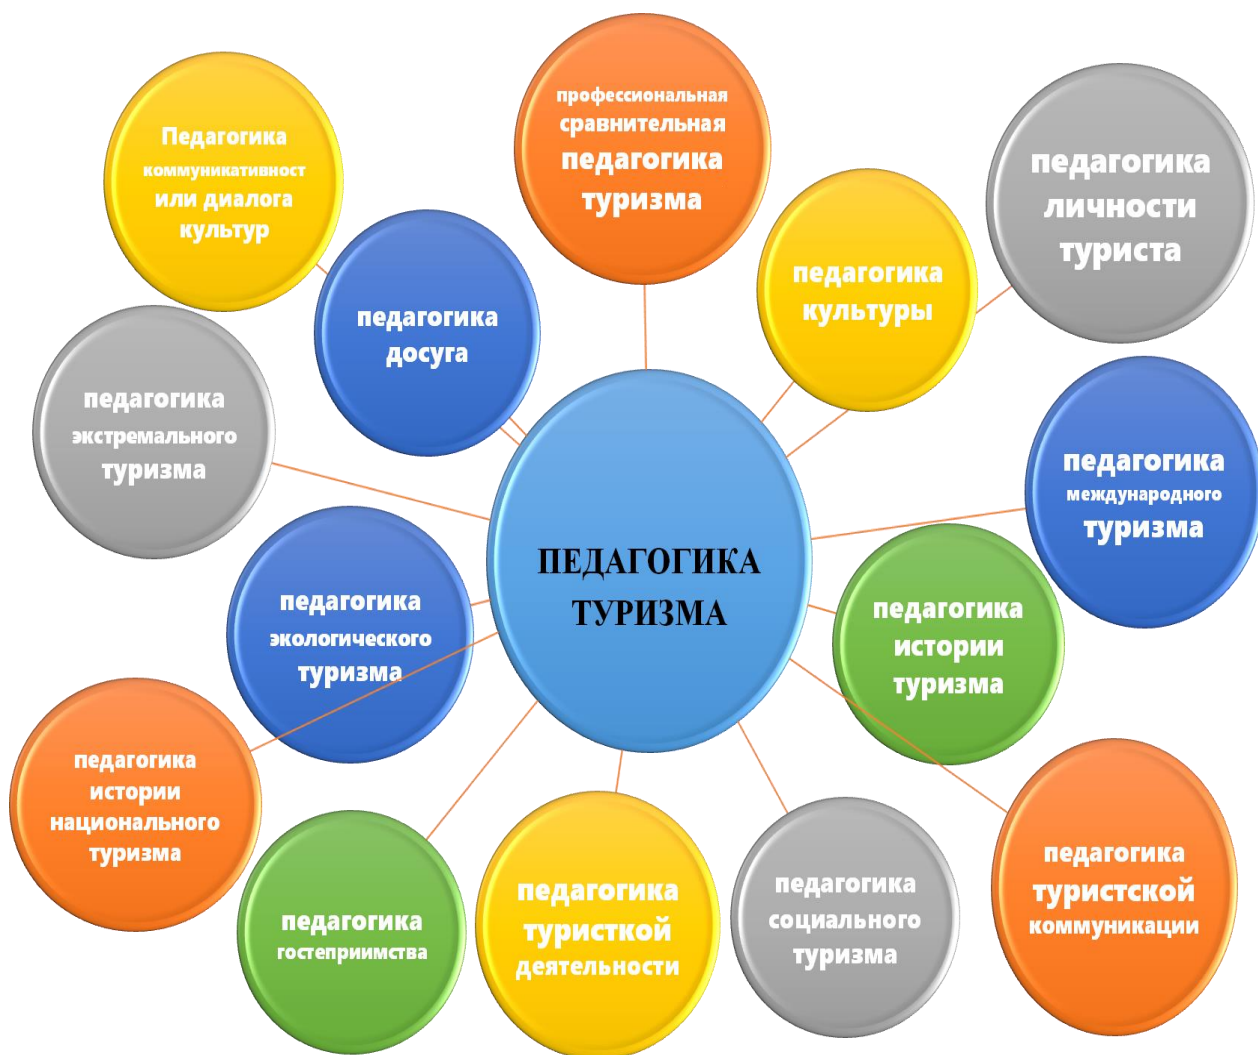 профессиональная
сравнительная
педагогика
туризма
Педагогика
коммуникативност
или диалога
культур
педагогика
личности
туриста
педагогика
культуры
педагогика
досуга
педагогика
экстремального
туризма
педагогика
международного
туризма
ПЕДАГОГИКА
ТУРИЗМА
педагогика
экологического
туризма
педагогика
истории
туризма
педагогика
истории
национального
туризма
педагогика
гостеприимства
педагогика
туристкой
деятельности
педагогика
социального
туризма
педагогика
туристской
коммуникации